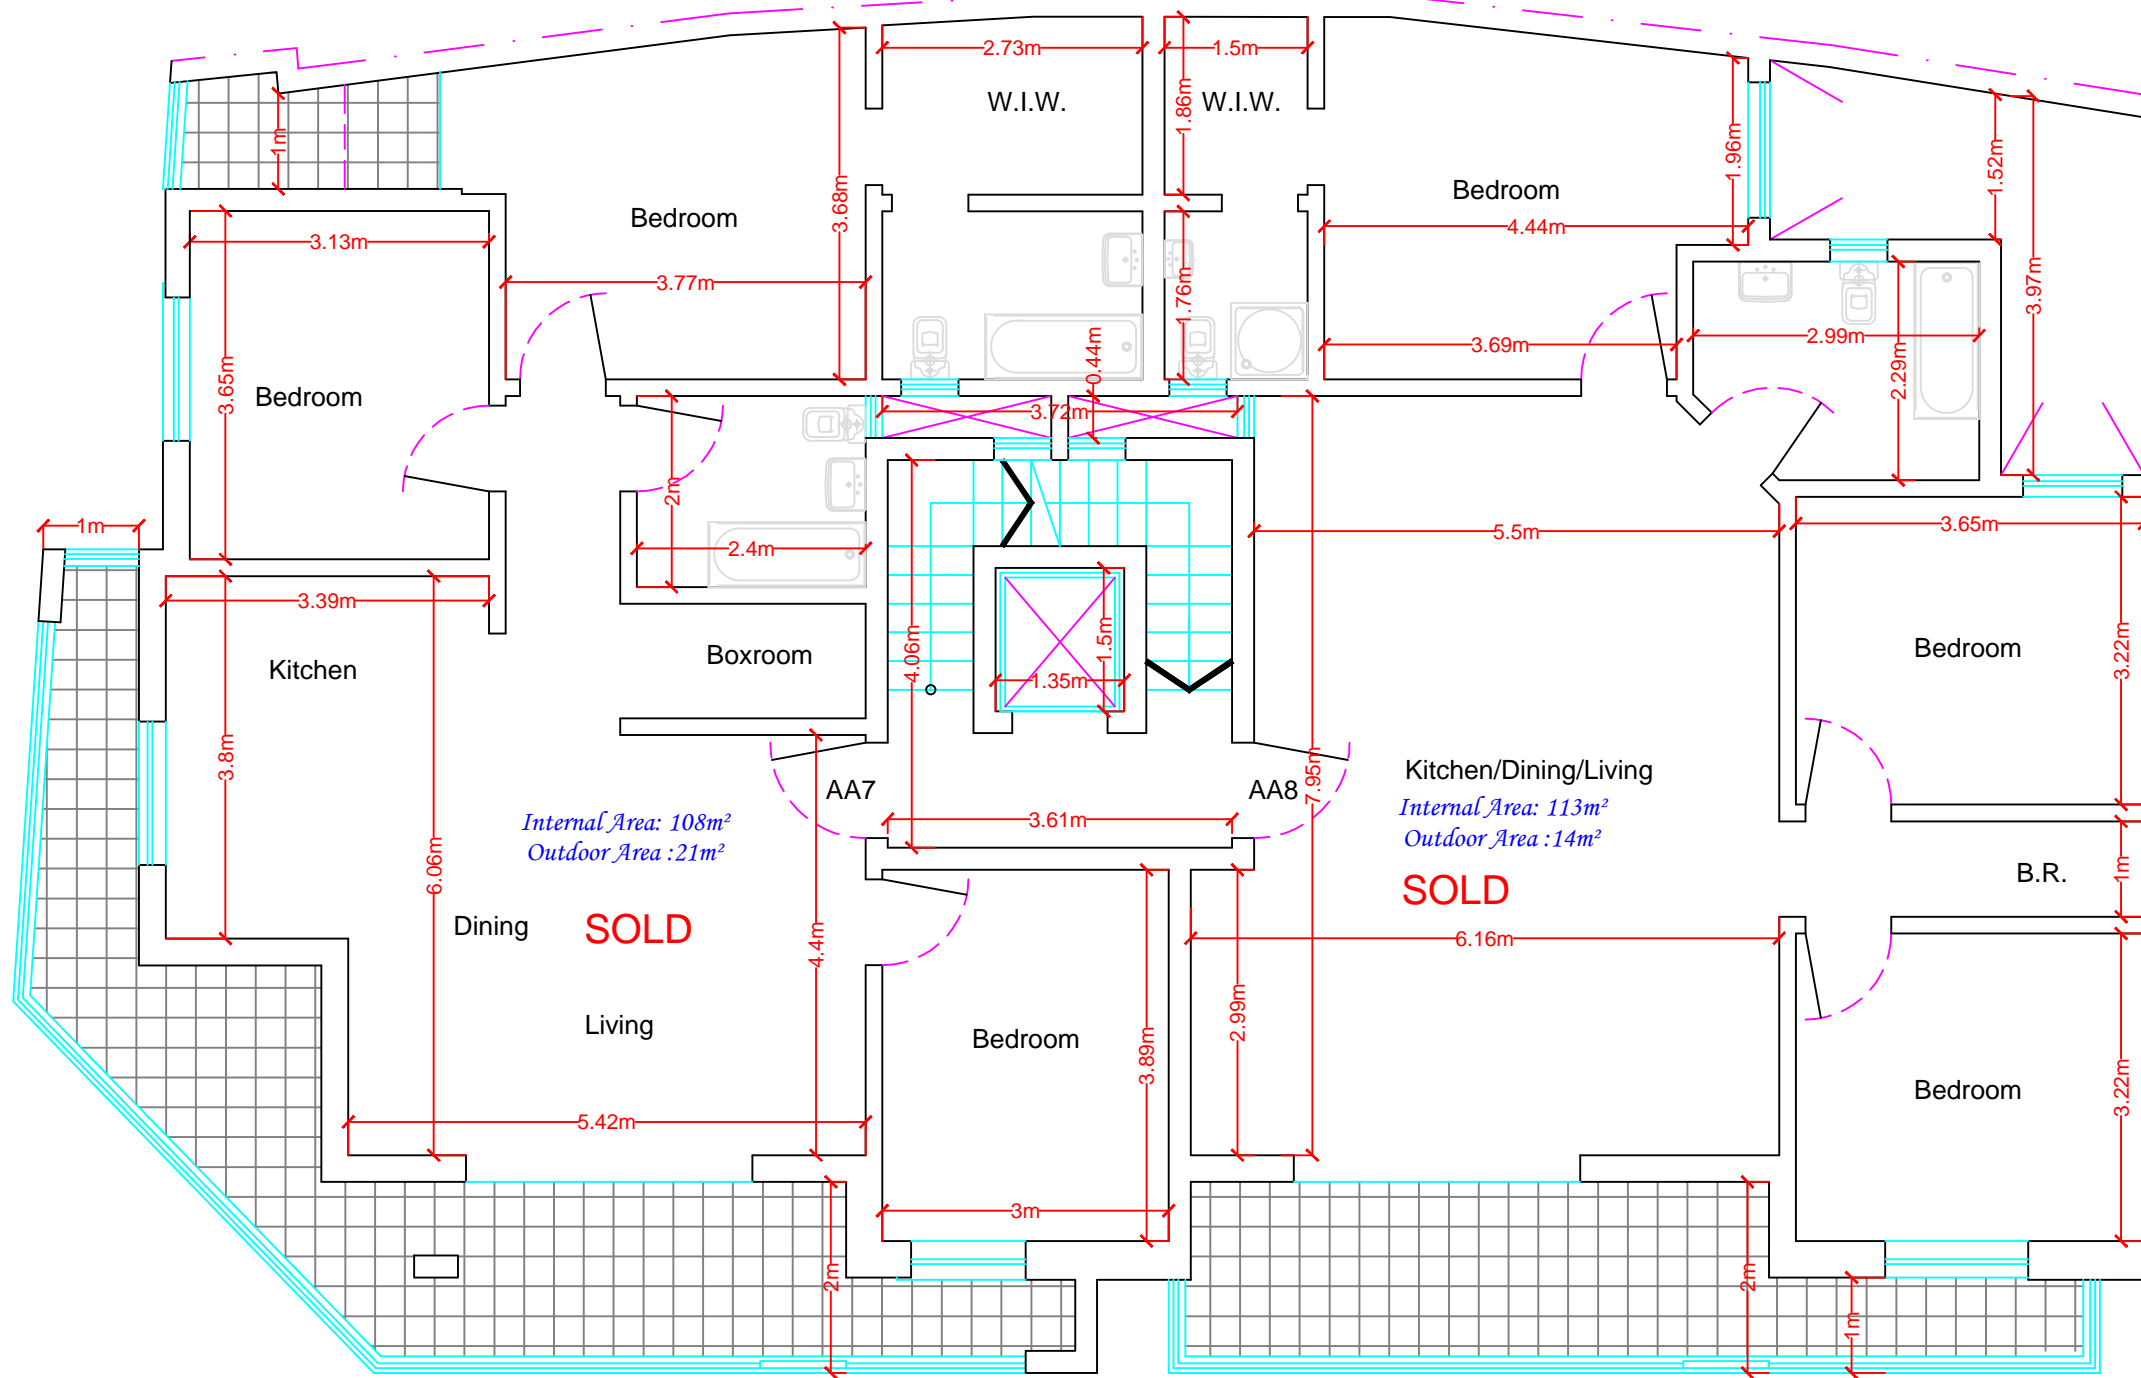 2.73m
1.5m
W.I.W.
W.I.W.
1.86m
1m
1.96m
1.52m
3.68m
Bedroom
Bedroom
3.13m
4.44m
3.77m
1.76m
3.97m
3.69m
2.99m
0.44m
3.65m
Bedroom
2.29m
3.72m
2m
1m
5.5m
3.65m
2.4m
3.39m
1.5m
4.06m
Kitchen
Boxroom
1.35m
Bedroom
3.22m
3.8m
7.95m
Kitchen/Dining/Living
AA7
AA8
Internal Area: 108m²
Outdoor Area :21m²
3.61m
Internal Area: 113m²
Outdoor Area :14m²
6.06m
B.R.
1m
SOLD
Dining
SOLD
4.4m
6.16m
2.99m
Living
Bedroom
3.89m
Bedroom
3.22m
5.42m
3m
2m
2m
1m